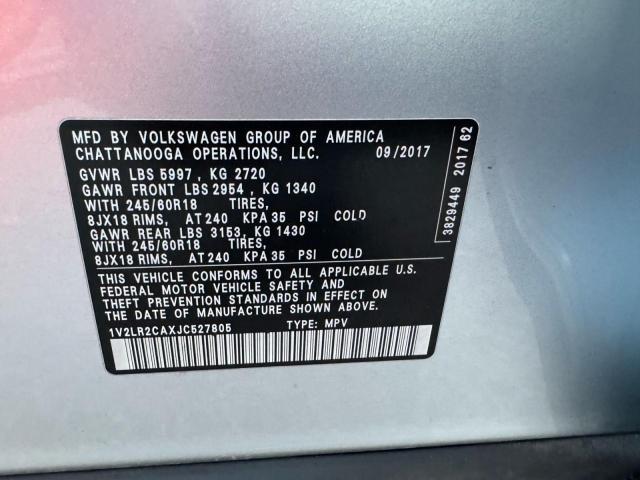 MFD BY VOLKSWAGEN GROUP OF AMERICA
CHATTANOOGA OPERATIONS, LLC. 09/2017
GVWR LBS 5997 , KG 2720
GAWR FRONT LBS 2954 , KG 1340
WITH 245/60R18 TIRES,
8JX18 RIMS, AT 240 KPA 35 PSI COLD
GAWR REAR LBS 3153, KG 1430
WITH 245/60R18 TIRES,
8JX18 RIMS, AT 240 KPA 35 PSI COLD
THIS VEHICLE CONFORMS TO ALL APPLICABLE U.S.
FEDERAL MOTOR VEHICLE SAFETY AND
THEFT PREVENTION STANDARDS IN EFFECT ON THE
DATE OF MANUFACTURE SHOWN ABOVE.
1V2LR2CAXJC527805 TYPE: MPV
3829449 2017 62